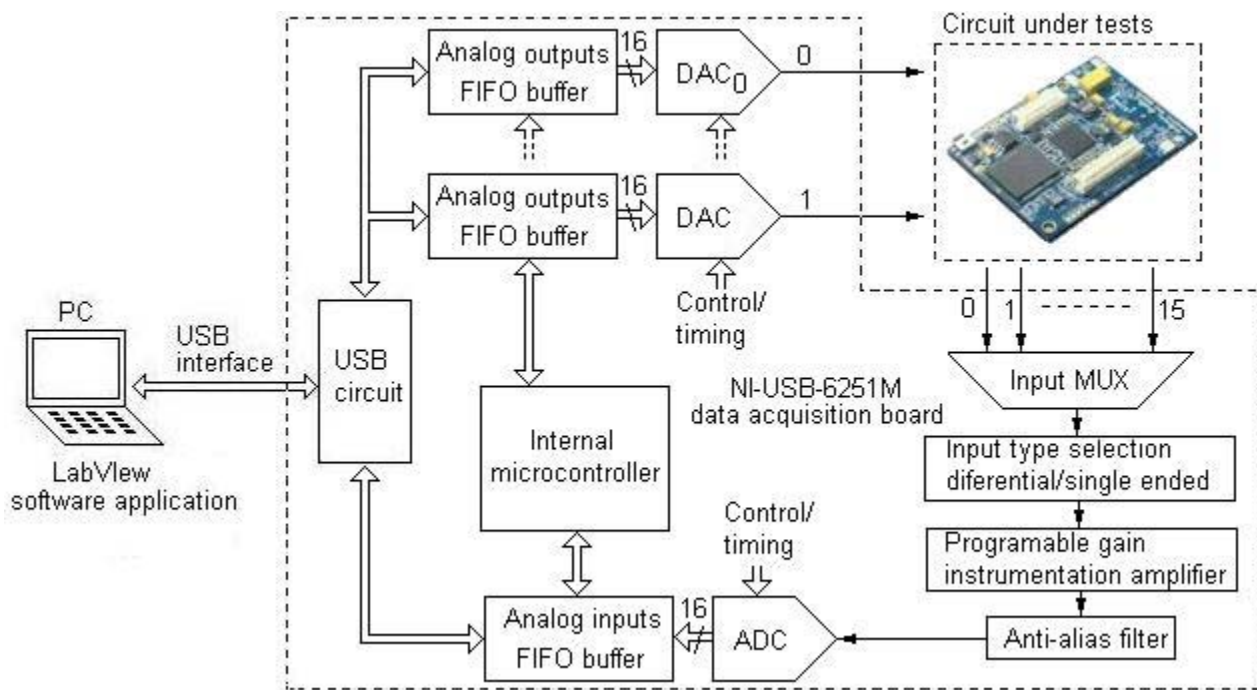 Circuit under tests
Analog outputs
FIFO buffer
16
DAC0
0
Analog outputs
FIFO buffer
16
DAC
1
Control/
timing
0
1
15
PC
USB
interface
USB
circuit
LabVIew
software application
Internal
microcontroller
NI-USB-6251M
data acquisition board
Input MUX
Input type selection
diferential/single ended
Programable gain
instrumentation amplifier
Anti-alias filter
Control/
timing
ADC
16
Analog inputs
FIFO buffer